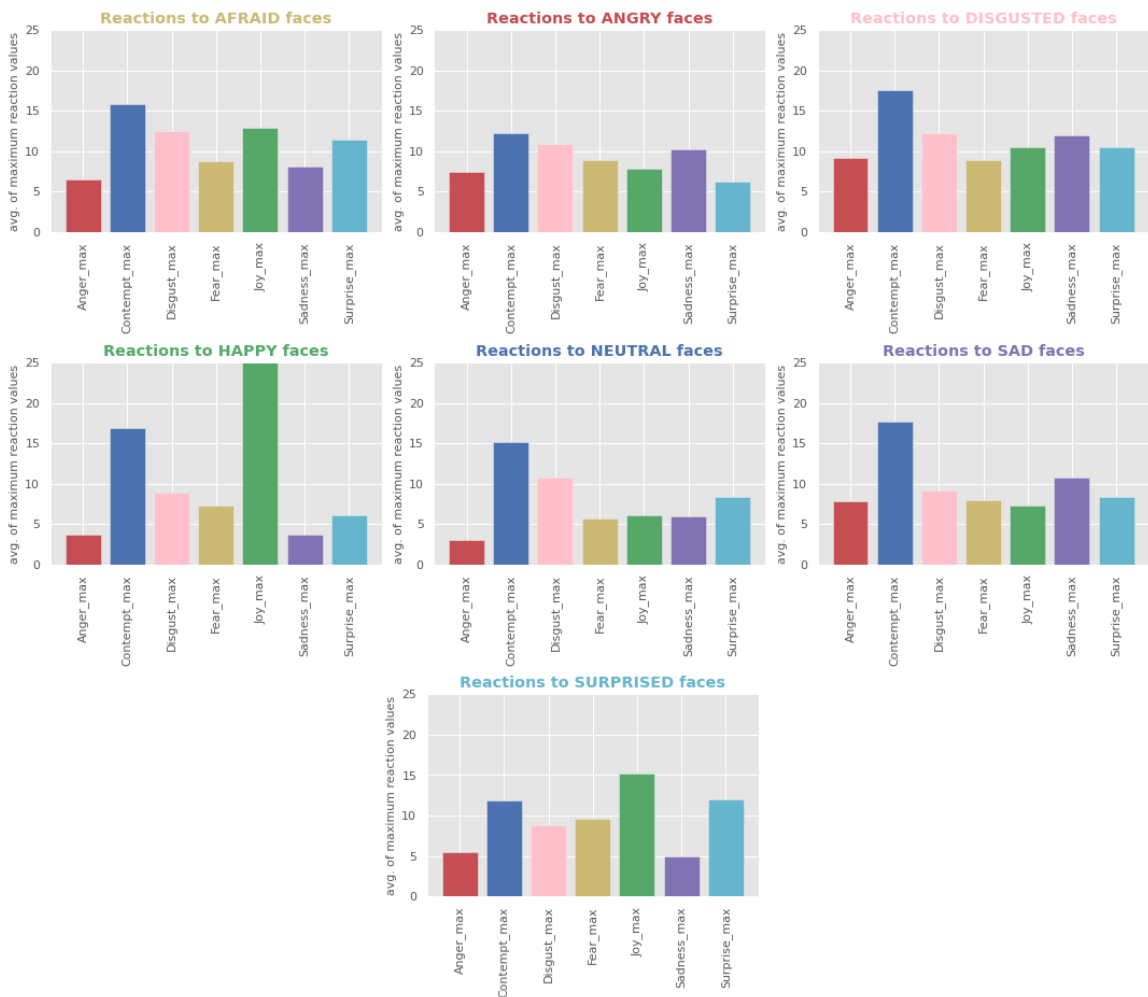 Reactions to AFRAID faces
avg. of maximum reaction values
25
20
15
10
5
0
Anger_max
Contempt_max
Disgust_max
Fear_max
Joy_max
Sadness_max
Surprise_max
Reactions to ANGRY faces
avg. of maximum reaction values
25
20
15
10
5
0
Anger_max
Contempt_max
Disgust_max
Fear_max
Joy_max
Sadness_max
Surprise_max
Reactions to DISGUSTED faces
avg. of maximum reaction values
25
20
15
10
5
0
Anger_max
Contempt_max
Disgust_max
Fear_max
Joy_max
Sadness_max
Surprise_max
Reactions to HAPPY faces
avg. of maximum reaction values
25
20
15
10
5
0
Anger_max
Contempt_max
Disgust_max
Fear_max
Joy_max
Sadness_max
Surprise_max
Reactions to NEUTRAL faces
avg. of maximum reaction values
25
20
15
10
5
0
Anger_max
Contempt_max
Disgust_max
Fear_max
Joy_max
Sadness_max
Surprise_max
Reactions to SAD faces
avg. of maximum reaction values
25
20
15
10
5
0
Anger_max
Contempt_max
Disgust_max
Fear_max
Joy_max
Sadness_max
Surprise_max
Reactions to SURPRISED faces
avg. of maximum reaction values
25
20
15
10
5
0
Anger_max
Contempt_max
Disgust_max
Fear_max
Joy_max
Sadness_max
Surprise_max